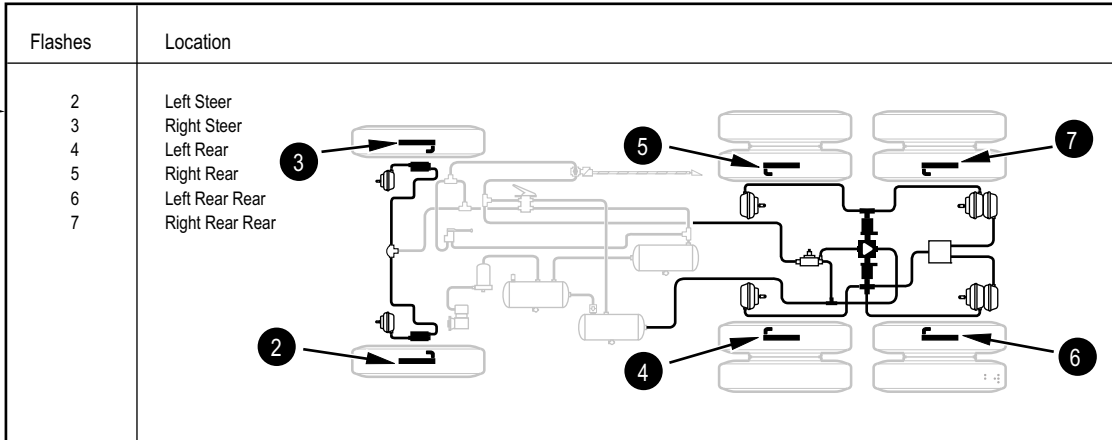 Flashes Location
2 Left Steer
3 Right Steer
4 Left Rear
5 Right Rear
6 Left Rear Rear
7 Right Rear Rear
3
5
7
2
4
6